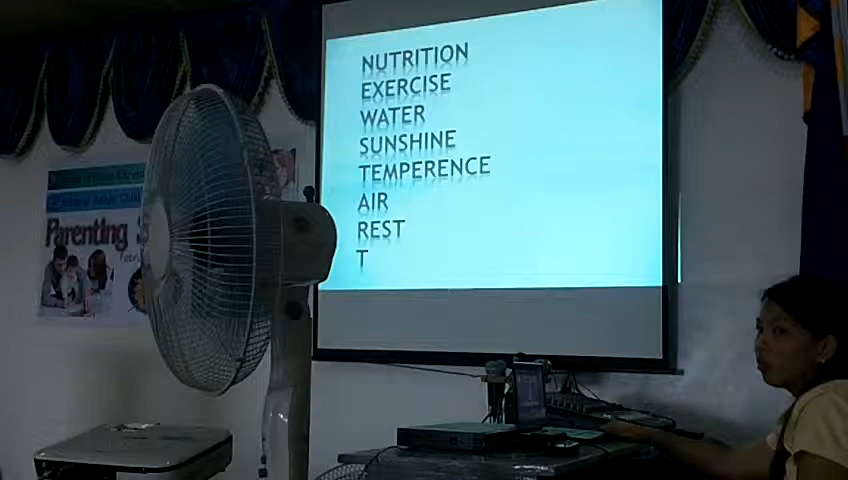 NUTRITION
EXERCISE
WATER
SUNSHINE
TEMPERENCE
AIR
REST
T
Parenting